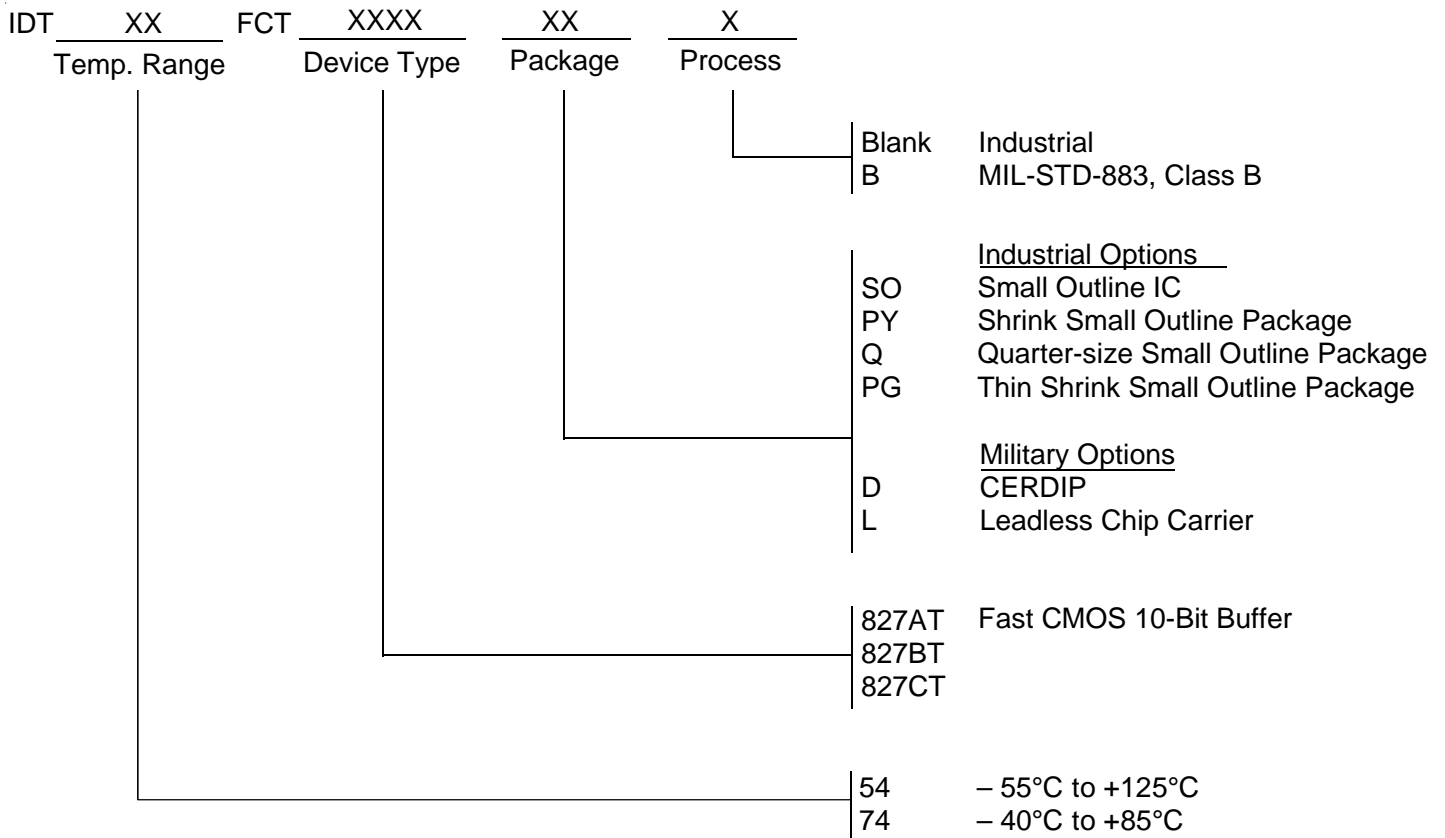 IDT XX FCT XXXX XX X
Temp. Range Device Type Package Process
Blank Industrial
B MIL-STD-883, Class B
Industrial Options
SO Small Outline IC
PY Shrink Small Outline Package
Q Quarter-size Small Outline Package
PG Thin Shrink Small Outline Package
Military Options
D CERDIP
L Leadless Chip Carrier
827AT Fast CMOS 10-Bit Buffer
827BT
827CT
54 – 55°C to +125°C
74 – 40°C to +85°C